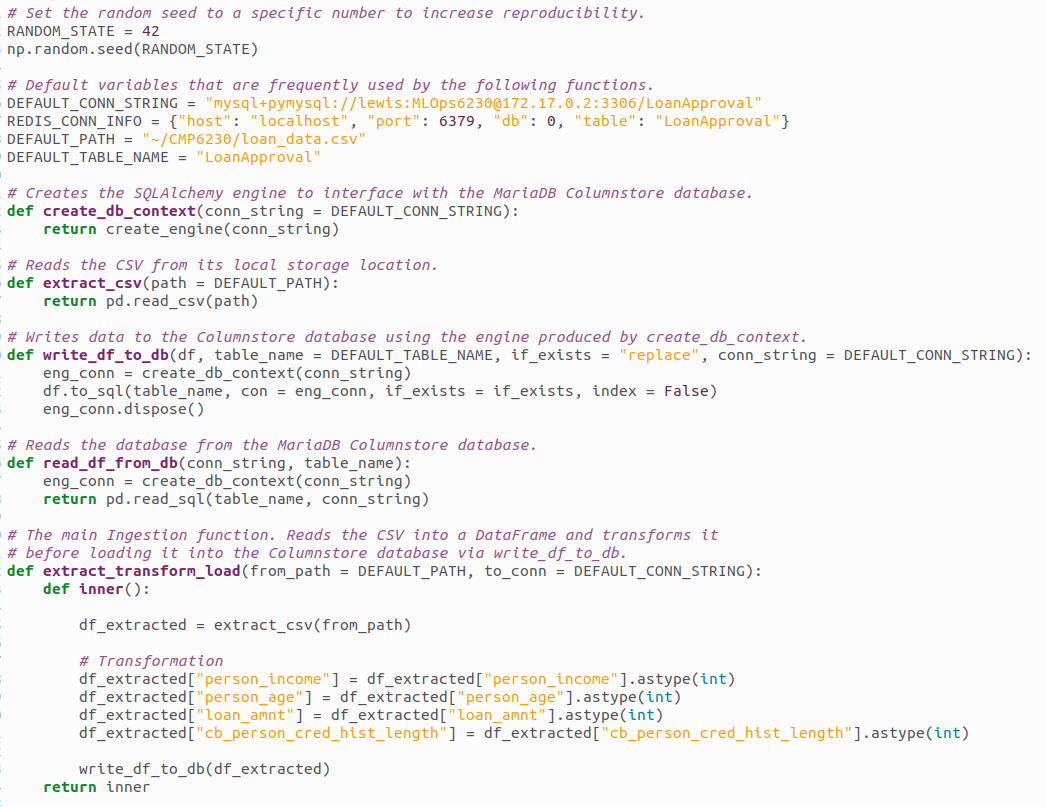 # Set the random seed to a specific number to increase reproducibility.
RANDOM_STATE = 42
np.random.seed(RANDOM_STATE)

# Default variables that are frequently used by the following functions.
DEFAULT_CONN_STRING = "mysql+pymysql://lewis:MLOps6230@172.17.0.2:3306/LoanApproval"
REDIS_CONN_INFO = {"host": "localhost", "port": 6379, "db": 0, "table": "LoanApproval"}
DEFAULT_PATH = "~/CMP6230/loan_data.csv"
DEFAULT_TABLE_NAME = "LoanApproval"

# Creates the SQLAlchemy engine to interface with the MariaDB Columnstore database.
def create_db_context(conn_string = DEFAULT_CONN_STRING):
    return create_engine(conn_string)

# Reads the CSV from its local storage location.
def extract_csv(path = DEFAULT_PATH):
    return pd.read_csv(path)

# Writes data to the Columnstore database using the engine produced by create_db_context.
def write_df_to_db(df, table_name = DEFAULT_TABLE_NAME, if_exists = "replace", conn_string = DEFAULT_CONN_STRING):
    eng_conn = create_db_context(conn_string)
    df.to_sql(table_name, con = eng_conn, if_exists = if_exists, index = False)
    eng_conn.dispose()

# Reads the database from the MariaDB Columnstore database.
def read_df_from_db(conn_string, table_name):
    eng_conn = create_db_context(conn_string)
    return pd.read_sql(table_name, conn_string)

# The main Ingestion function. Reads the CSV into a DataFrame and transforms it
# before loading it into the Columnstore database via write_df_to_db.
def extract_transform_load(from_path = DEFAULT_PATH, to_conn = DEFAULT_CONN_STRING):
    def inner():

        df_extracted = extract_csv(from_path)

        # Transformation
        df_extracted["person_income"] = df_extracted["person_income"].astype(int)
        df_extracted["person_age"] = df_extracted["person_age"].astype(int)
        df_extracted["loan_amnt"] = df_extracted["loan_amnt"].astype(int)
        df_extracted["cb_person_cred_hist_length"] = df_extracted["cb_person_cred_hist_length"].astype(int)

        write_df_to_db(df_extracted)
    return inner